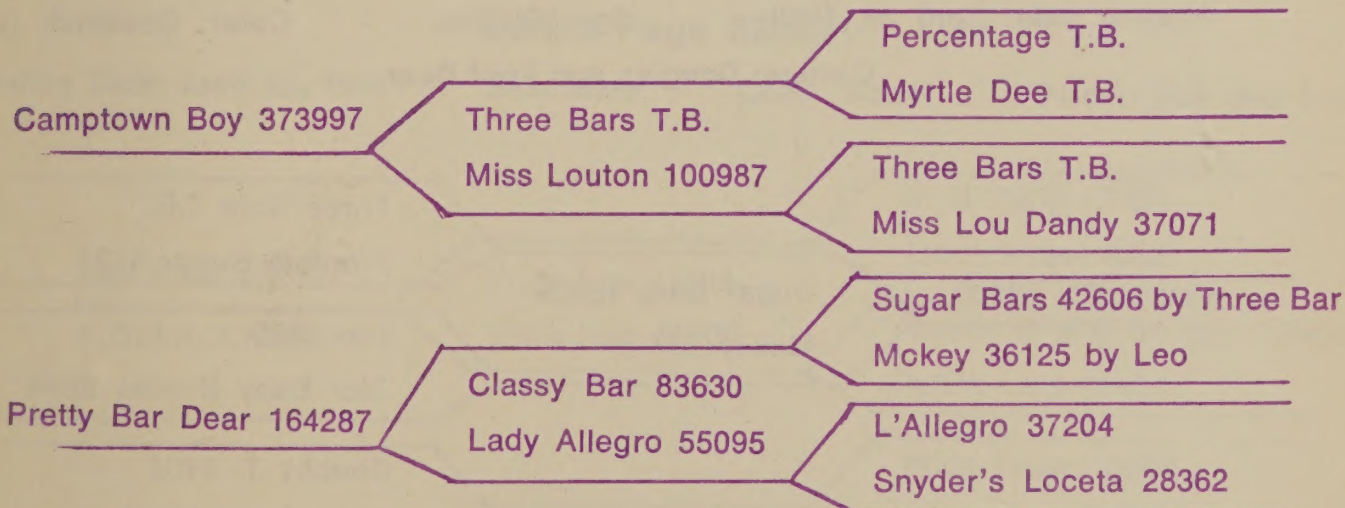 Percentage T.B.
Myrtle Dee T.B.
Camptown Boy 373997
Three Bars T.B.
Miss Louton 100987
Three Bars T.B.
Miss Lou Dandy 37071
Sugar Bars 42606 by Three Bar
Mckey 36125 by Leo
Classy Bar 83630
Pretty Bar Dear 164287
Lady Allegro 55095
L'Allegro 37204
Snyder's Loceta 28362